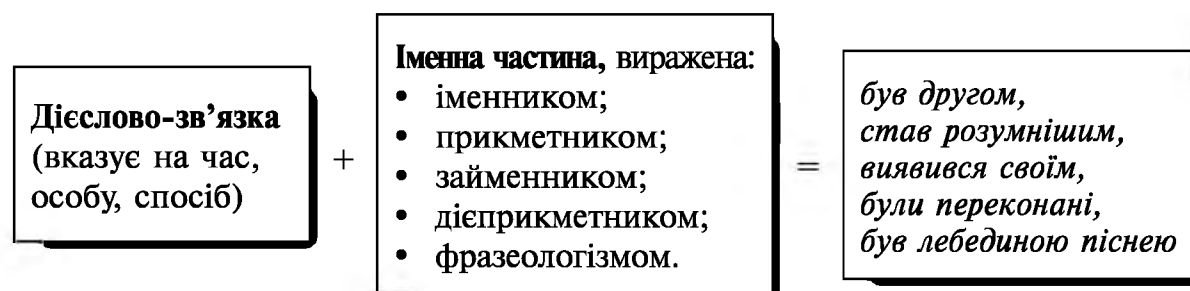 Дієслово-зв’язка
(вказує на час,
особу, спосіб)
+
Іменна частина, виражена:
• іменником;
• прикметником;
• займенником;
• дієприкметником;
• фразеологізмом.
=
був другом,
став розумнішим,
виявився своїм,
були переконані,
був лебединою піснею